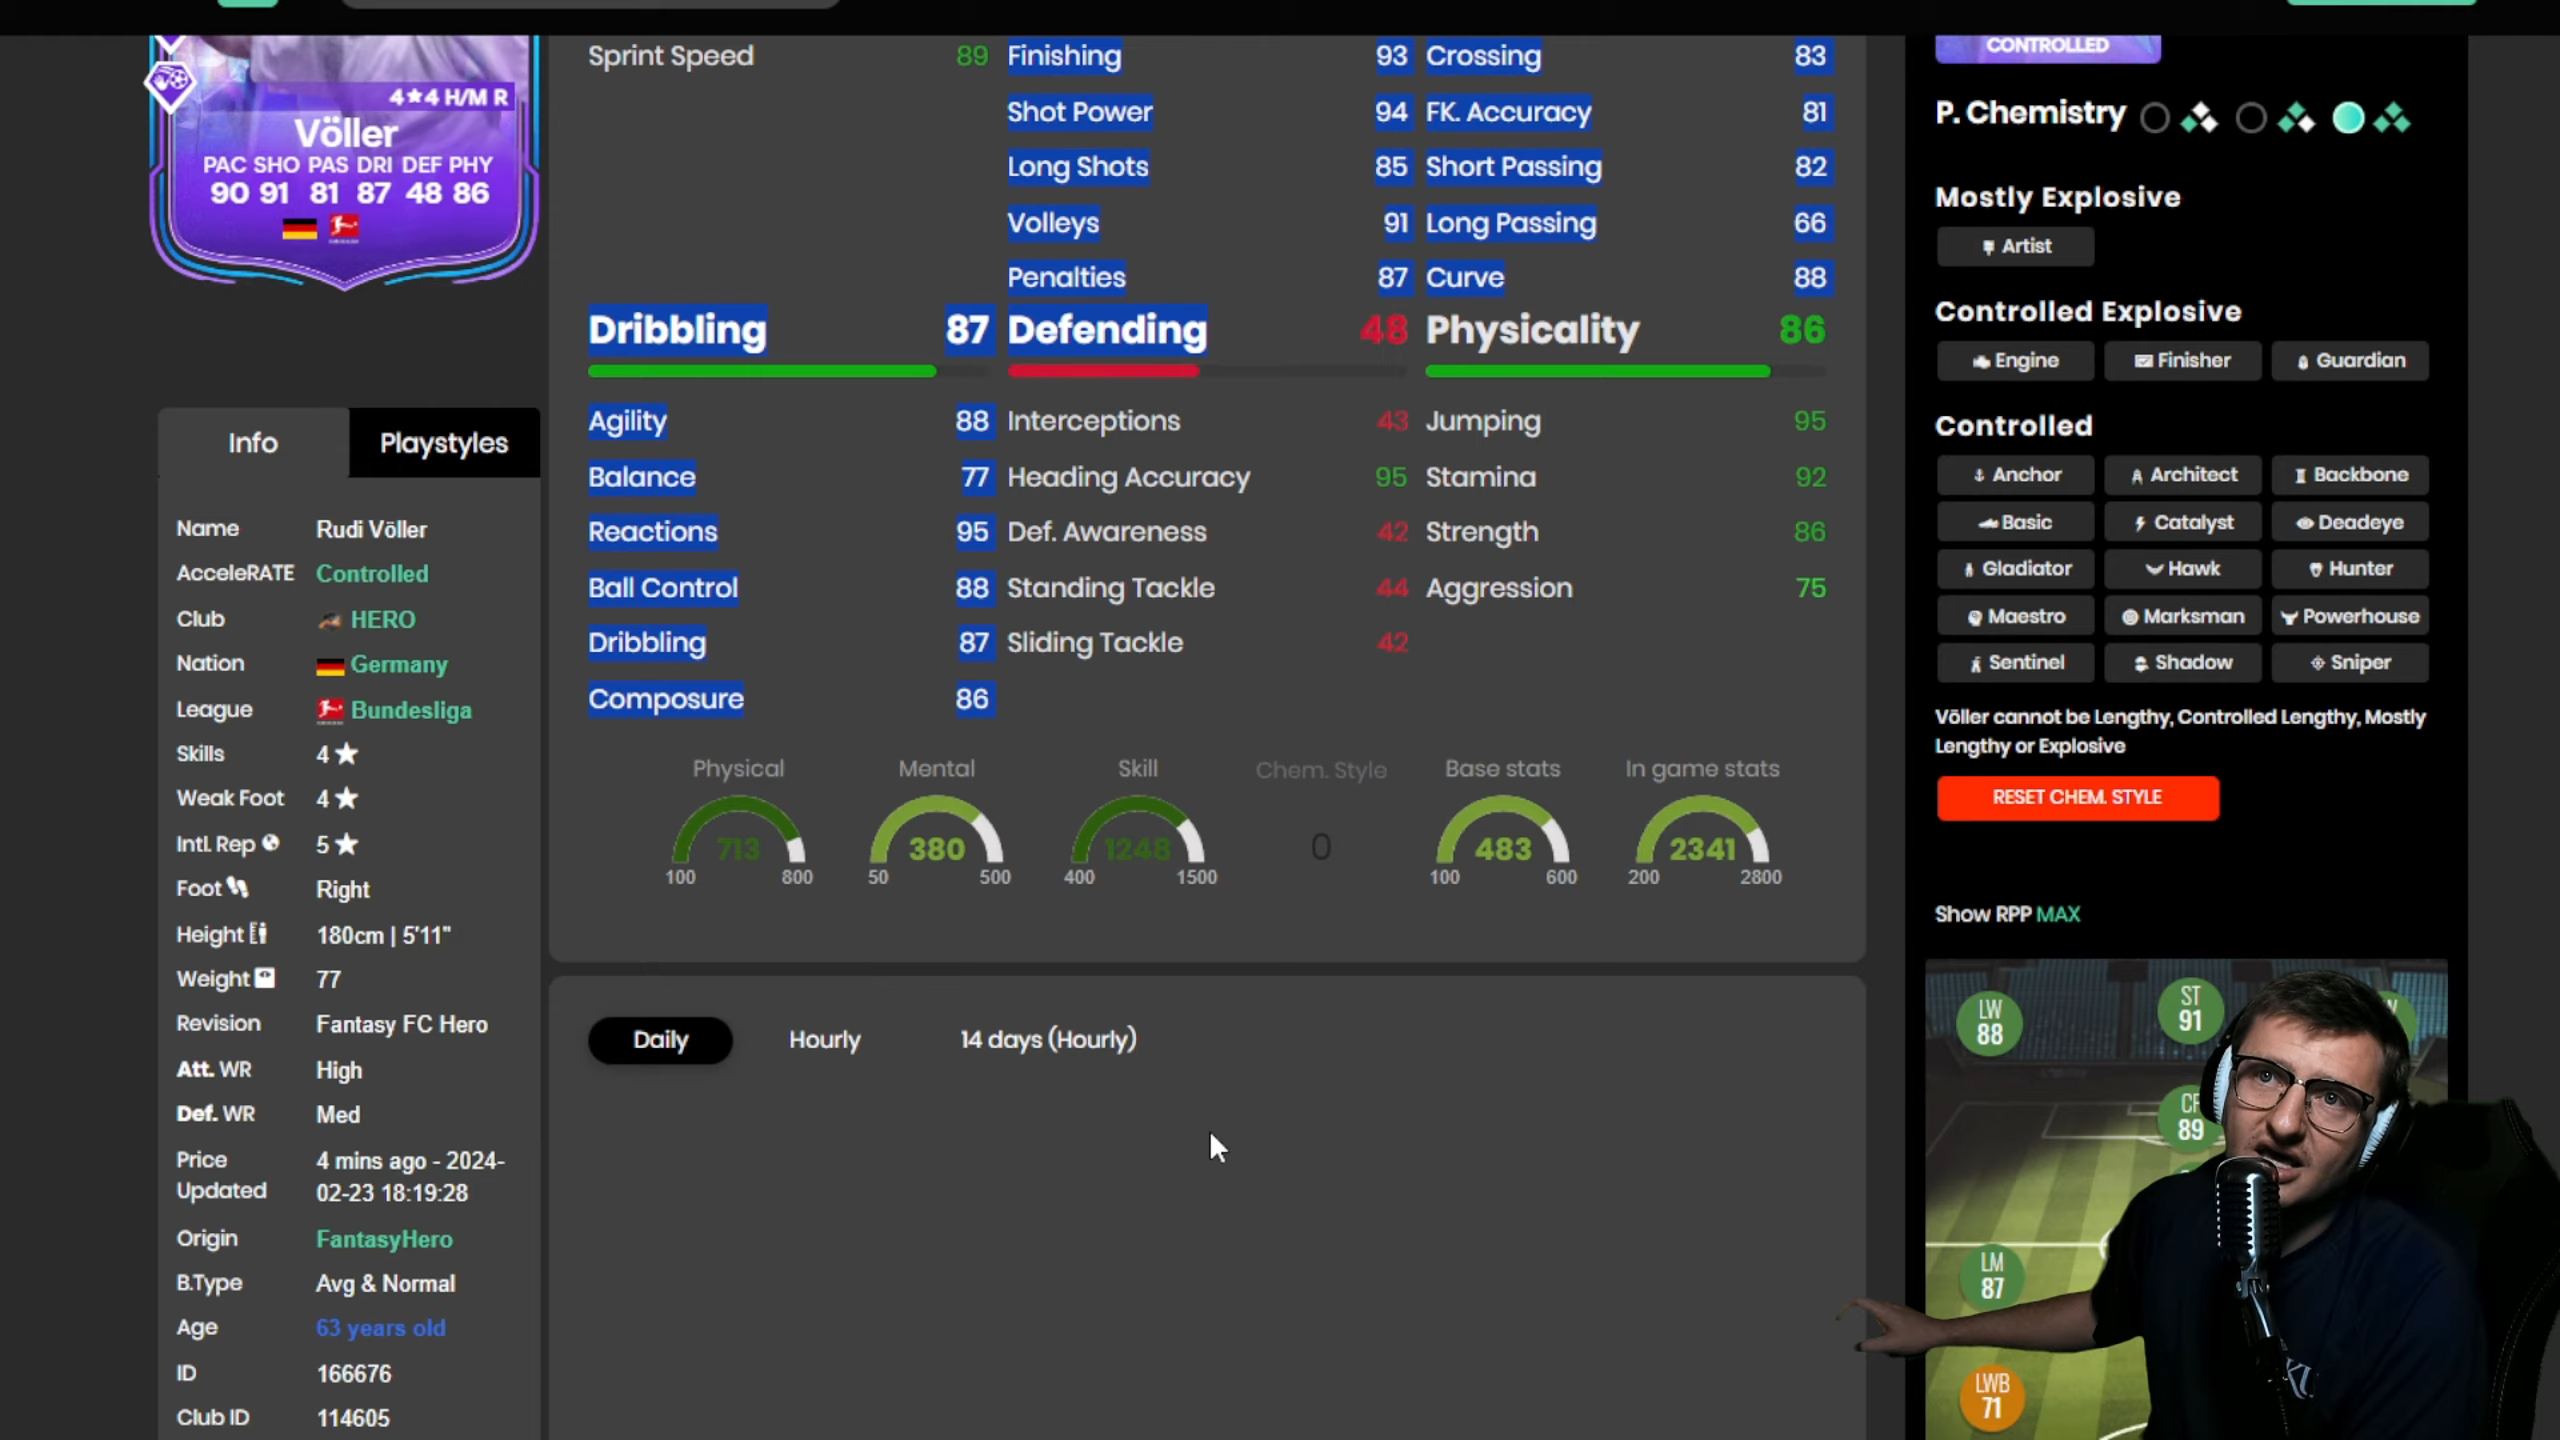 4★4 H/M R
Völler
PAC SHO PAS DRI DEF PHY
90 91 81 87 48 86
Sprint Speed 89
Finishing 93
Shot Power 94
Long Shots 85
Volleys 91
Penalties 87
Crossing 83
FK. Accuracy 81
Short Passing 82
Long Passing 66
Curve 88
Dribbling 87
Agility 88
Balance 77
Reactions 95
Ball Control 88
Dribbling 87
Composure 86
Defending 48
Interceptions 43
Heading Accuracy 95
Def. Awareness 42
Standing Tackle 44
Sliding Tackle 42
Physicality 86
Jumping 95
Stamina 92
Strength 86
Aggression 75
Physical
713
100 800
Mental
380
50 500
Skill
1248
400 1500
Chem. Style
0
Base stats
483
100 600
In game stats
2341
200 2800
Daily Hourly 14 days (Hourly)
Info Playstyles
Name Rudi Völler
AcceleRATE Controlled
Club HERO
Nation Germany
League Bundesliga
Skills 4 ★
Weak Foot 4 ★
Intl. Rep 5 ★
Foot Right
Height 180cm | 5'11"
Weight 77
Revision Fantasy FC Hero
Att. WR High
Def. WR Med
Price 4 mins ago - 2024-
Updated 02-23 18:19:28
Origin FantasyHero
B.Type Avg & Normal
Age 63 years old
ID 166676
Club ID 114605
CONTROLLED
P. Chemistry
Mostly Explosive
Artist
Controlled Explosive
Engine Finisher Guardian
Controlled
Anchor Architect Backbone
Basic Catalyst Deadeye
Gladiator Hawk Hunter
Maestro Marksman Powerhouse
Sentinel Shadow Sniper
Völler cannot be Lengthy, Controlled Lengthy, Mostly
Lengthy or Explosive
RESET CHEM. STYLE
Show RPP MAX
LW
88
ST
91
W
CF
89
LM
87
LWB
71